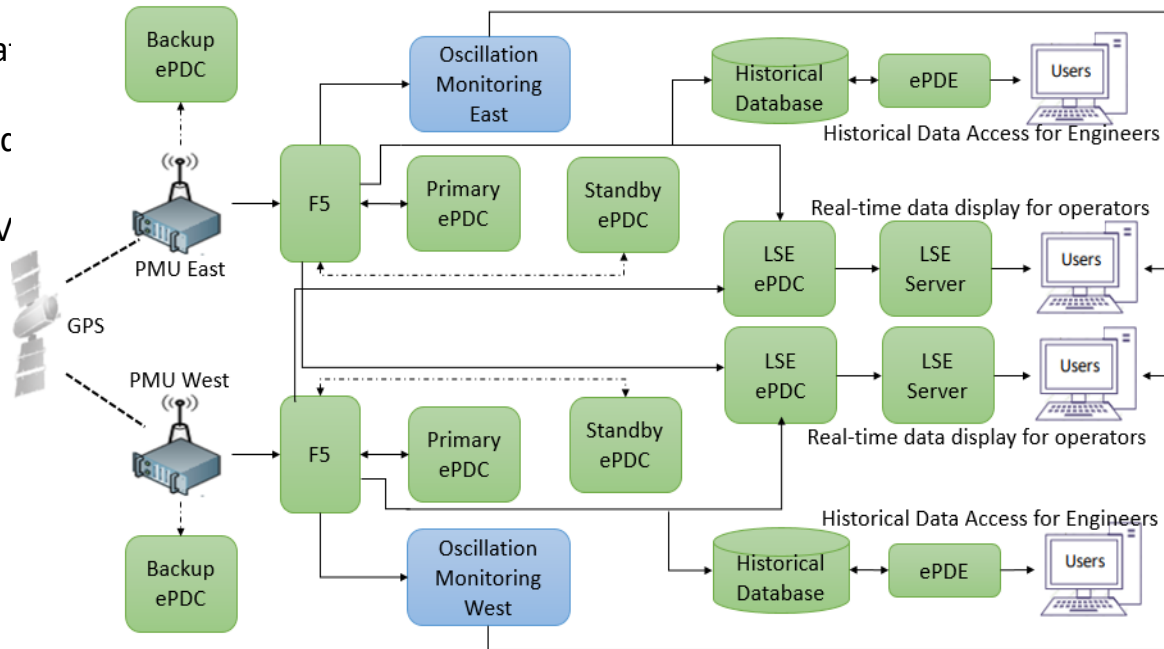 Backup
ePDC
Oscillation
Monitoring
East
Historical
Database
ePDE
Users
Historical Data Access for Engineers
F5
Primary
ePDC
Standby
ePDC
PMU East
Real-time data display for operators
LSE
ePDC
LSE
Server
Users
GPS
PMU West
LSE
ePDC
LSE
Server
Users
Real-time data display for operators
F5
Primary
ePDC
Standby
ePDC
Historical Data Access for Engineers
Backup
ePDC
Oscillation
Monitoring
West
Historical
Database
ePDE
Users